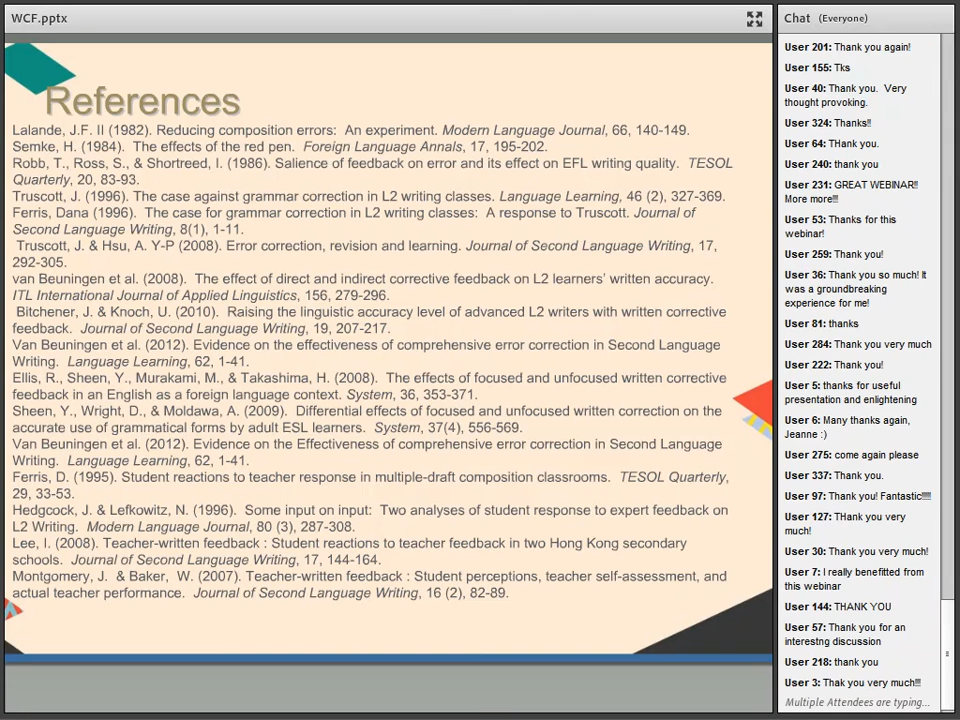 WCF.pptx
References
Lalande, J.F. II (1982). Reducing composition errors: An experiment. Modern Language Journal, 66, 140-149.
Semke, H. (1984). The effects of the red pen. Foreign Language Annals, 17, 195-202.
Robb, T., Ross, S., & Shortreed, I. (1986). Salience of feedback on error and its effect on EFL writing quality. TESOL
Quarterly, 20, 83-93.
Truscott, J. (1996). The case against grammar correction in L2 writing classes. Language Learning, 46 (2), 327-369.
Ferris, Dana (1996). The case for grammar correction in L2 writing classes: A response to Truscott. Journal of
Second Language Writing, 8(1), 1-11.
Truscott, J. & Hsu, A. Y-P (2008). Error correction, revision and learning. Journal of Second Language Writing, 17,
292-305.
van Beuningen et al. (2008). The effect of direct and indirect corrective feedback on L2 learners' written accuracy.
ITL International Journal of Applied Linguistics, 156, 279-296.
Bitchener, J. & Knoch, U. (2010). Raising the linguistic accuracy level of advanced L2 writers with written corrective
feedback. Journal of Second Language Writing, 19, 207-217.
Van Beuningen et al. (2012). Evidence on the effectiveness of comprehensive error correction in Second Language
Writing. Language Learning, 62, 1-41.
Ellis, R., Sheen, Y., Murakami, M., & Takashima, H. (2008). The effects of focused and unfocused written corrective
feedback in an English as a foreign language context. System, 36, 353-371.
Sheen, Y., Wright, D., & Moldawa, A. (2009). Differential effects of focused and unfocused written correction on the
accurate use of grammatical forms by adult ESL learners. System, 37(4), 556-569.
Van Beuningen et al. (2012). Evidence on the Effectiveness of comprehensive error correction in Second Language
Writing. Language Learning, 62, 1-41.
Ferris, D. (1995). Student reactions to teacher response in multiple-draft composition classrooms. TESOL Quarterly,
29, 33-53.
Hedgcock, J. & Lefkowitz, N. (1996). Some input on input: Two analyses of student response to expert feedback on
L2 Writing. Modern Language Journal, 80 (3), 287-308.
Lee, I. (2008). Teacher-written feedback : Student reactions to teacher feedback in two Hong Kong secondary
schools. Journal of Second Language Writing, 17, 144-164.
Montgomery, J. & Baker, W. (2007). Teacher-written feedback : Student perceptions, teacher self-assessment, and
actual teacher performance. Journal of Second Language Writing, 16 (2), 82-89.
Chat (Everyone)
User 201: Thank you again!
User 155: Tks
User 40: Thank you. Very
thought provoking.
User 324: Thanks!!
User 64: Thank you.
User 240: thank you
User 231: GREAT WEBINAR!!
More more!!!
User 53: Thanks for this
webinar!
User 259: Thank you!
User 36: Thank you so much! It
was a groundbreaking
experience for me!
User 81: thanks
User 284: Thank you very much
User 222: Thank you!
User 5: thanks for useful
presentation and enlightening
User 6: Many thanks again,
Jeanne :)
User 275: come again please
User 337: Thank you.
User 97: Thank you! Fantastic!!!!
User 127: THank you very
much!
User 30: Thank you very much!
User 7: I really benefitted from
this webinar
User 144: THANK YOU
User 57: Thank you for an
interestng discussion
User 218: thank you
User 3: Thak you very much!!!
Multiple Attendees are typing...